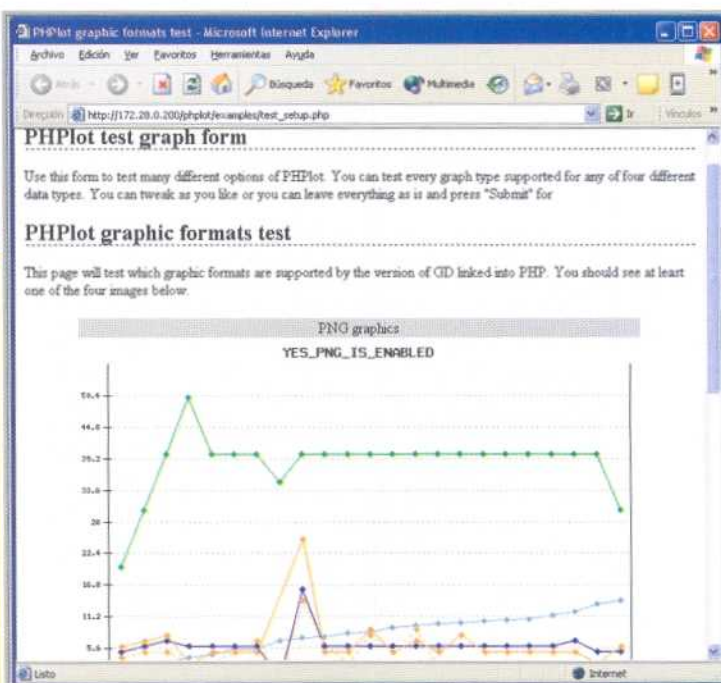 PHPlot graphic formats test - Microsoft Internet Explorer
Archivo Edición Ver Favoritos Herramientas Ayuda
Atrás Búsqueda Favoritos Multimedia
Dirección http://172.28.0.200/phplot/examples/test_setup.php Ir Vínculos
PHPlot test graph form
Use this form to test many different options of PHPlot. You can test every graph type supported for any of four different
data types. You can tweak as you like or you can leave everything as is and press "Submit" for
PHPlot graphic formats test
This page will test which graphic formats are supported by the version of GD linked into PHP. You should see at least
one of the four images below.
PNG graphics
YES_PNG_IS_ENABLED
44.8
39.2
33.6
28
22.4
16.8
11.2
5.6
Listo Internet